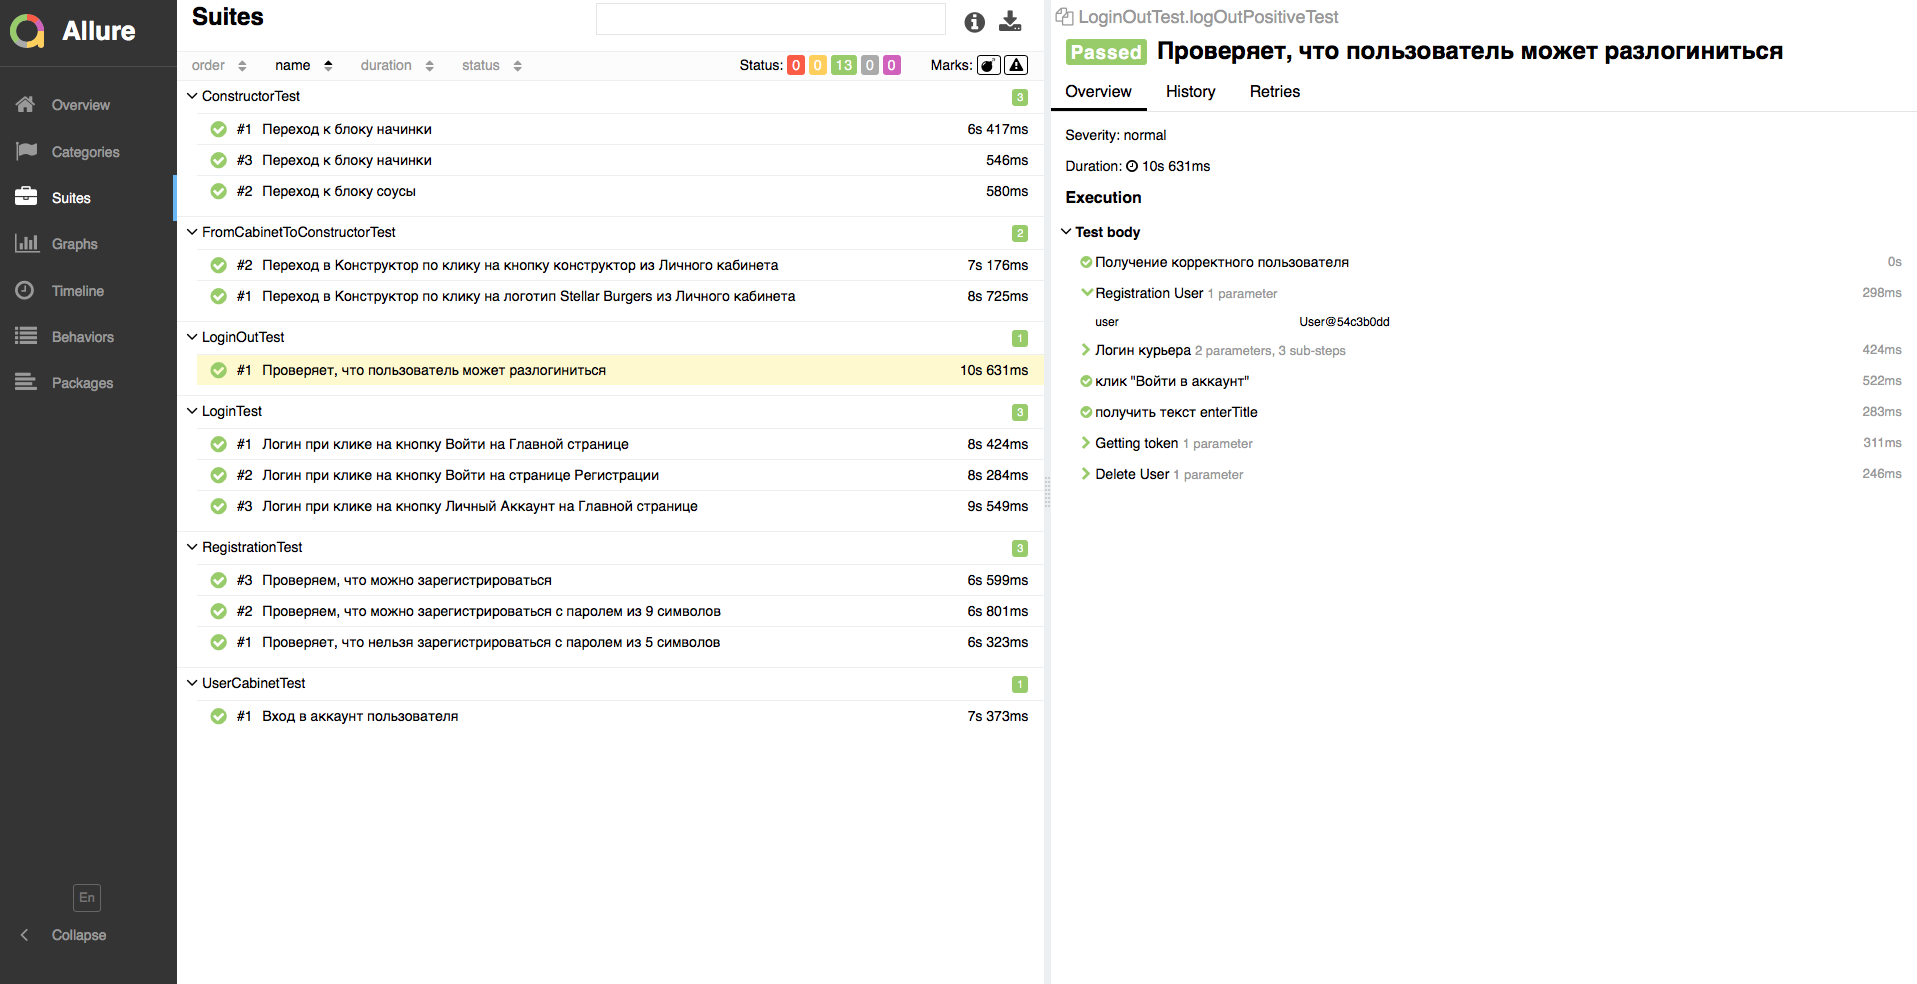 Allure
Overview
Categories
Suites
Graphs
Timeline
Behaviors
Packages
En
Collapse
Suites
order name duration status Status: 0 0 13 0 0 Marks:
ConstructorTest 3
#1 Переход к блоку начинки 6s 417ms
#3 Переход к блоку начинки 546ms
#2 Переход к блоку соусы 580ms
FromCabinetToConstructorTest 2
#2 Переход в Конструктор по клику на кнопку конструктор из Личного кабинета 7s 176ms
#1 Переход в Конструктор по клику на логотип Stellar Burgers из Личного кабинета 8s 725ms
LoginOutTest 1
#1 Проверяет, что пользователь может разлогиниться 10s 631ms
LoginTest 3
#1 Логин при клике на кнопку Войти на Главной странице 8s 424ms
#2 Логин при клике на кнопку Войти на странице Регистрации 8s 284ms
#3 Логин при клике на кнопку Личный Аккаунт на Главной странице 9s 549ms
RegistrationTest 3
#3 Проверяем, что можно зарегистрироваться 6s 599ms
#2 Проверяем, что можно зарегистрироваться с паролем из 9 символов 6s 801ms
#1 Проверяет, что нельзя зарегистрироваться с паролем из 5 символов 6s 323ms
UserCabinetTest 1
#1 Вход в аккаунт пользователя 7s 373ms
LoginOutTest.logOutPositiveTest
Passed Проверяет, что пользователь может разлогиниться
Overview History Retries
Severity: normal
Duration: 10s 631ms
Execution
Test body
Получение корректного пользователя 0s
Registration User 1 parameter 298ms
user User@54c3b0dd
Логин курьера 2 parameters, 3 sub-steps 424ms
клик "Войти в аккаунт" 522ms
получить текст enterTitle 283ms
Getting token 1 parameter 311ms
Delete User 1 parameter 246ms